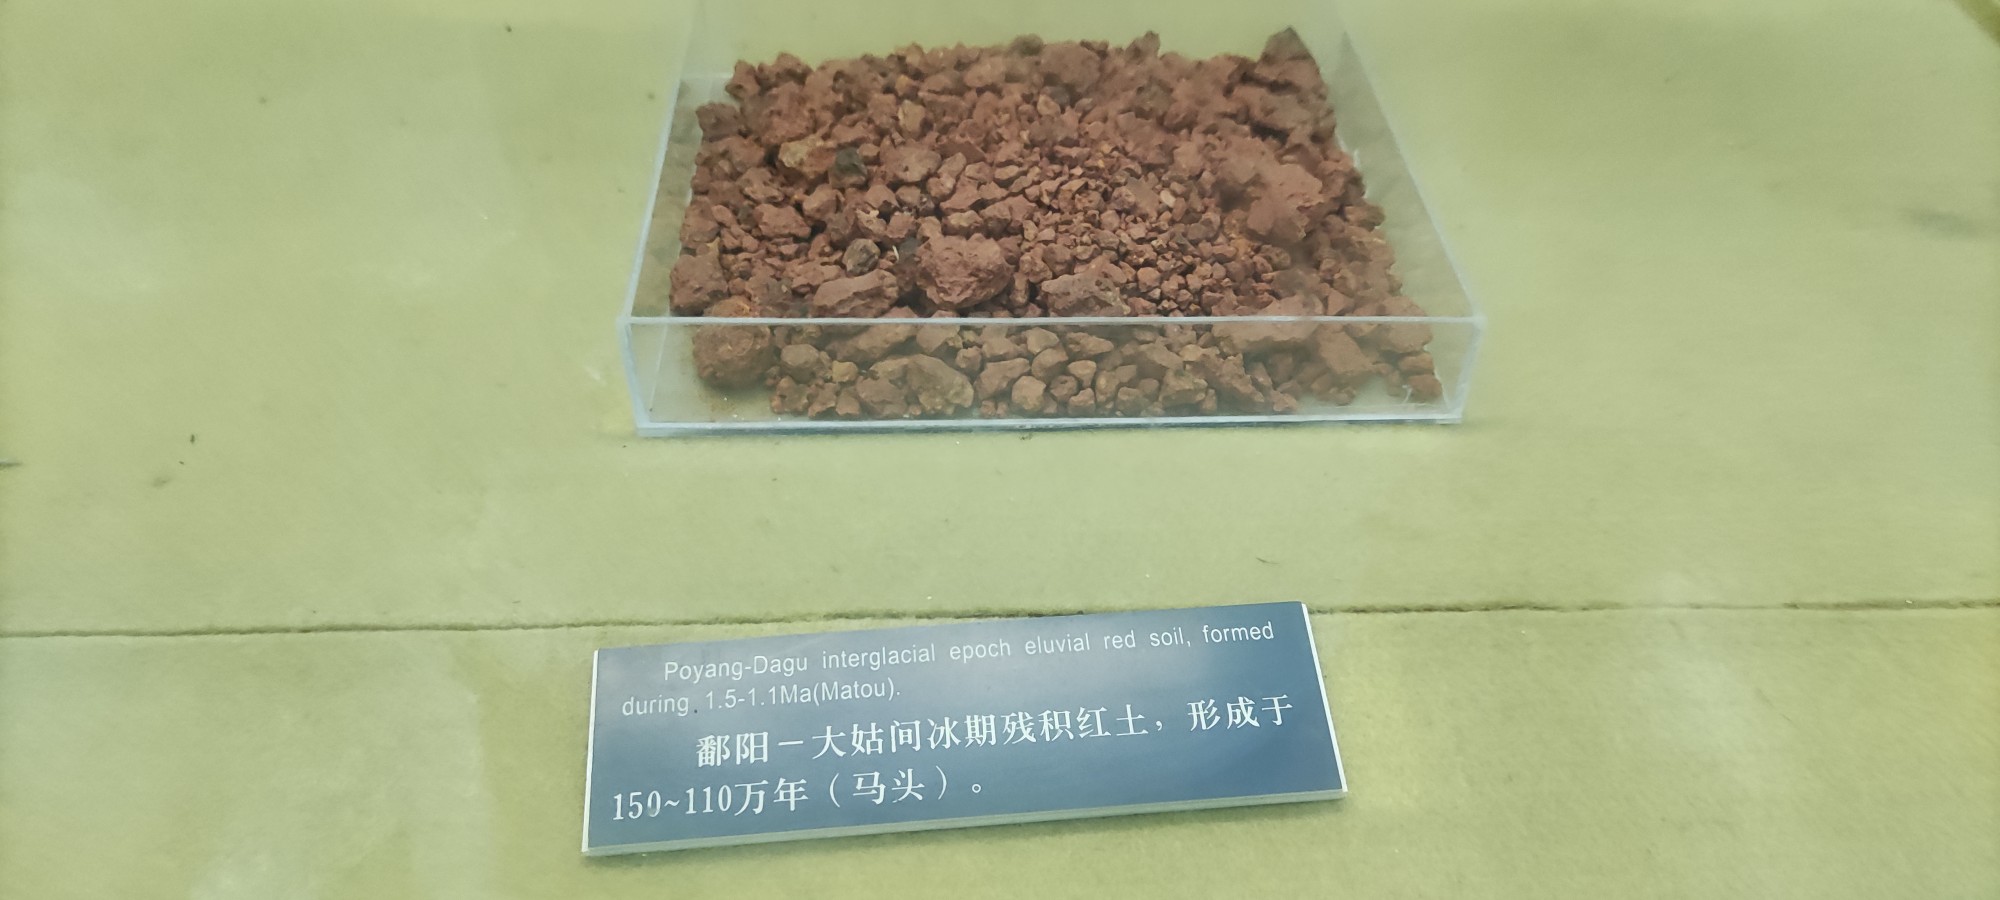 Poyang-Dagu interglacial epoch eluvial red soil, formed
during 1.5-1.1Ma(Matou).
鄱阳－大姑间冰期残积红土，形成于
150~110万年（马头）。